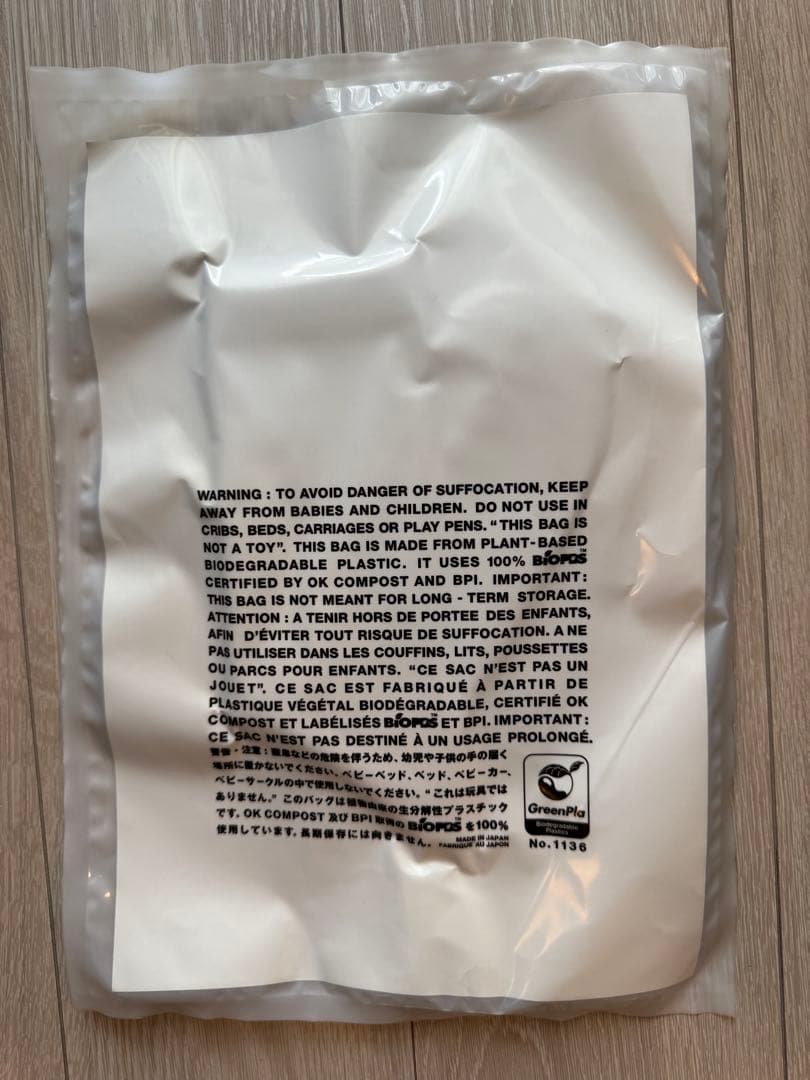 WARNING : TO AVOID DANGER OF SUFFOCATION, KEEP
AWAY FROM BABIES AND CHILDREN. DO NOT USE IN
CRIBS, BEDS, CARRIAGES OR PLAY PENS. “THIS BAG IS
NOT A TOY”. THIS BAG IS MADE FROM PLANT-BASED
BIODEGRADABLE PLASTIC. IT USES 100% BIOPBS™
CERTIFIED BY OK COMPOST AND BPI. IMPORTANT:
THIS BAG IS NOT MEANT FOR LONG - TERM STORAGE.
ATTENTION : A TENIR HORS DE PORTEE DES ENFANTS,
AFIN D'ÉVITER TOUT RISQUE DE SUFFOCATION. A NE
PAS UTILISER DANS LES COUFFINS, LITS, POUSSETTES
OU PARCS POUR ENFANTS. “CE SAC N'EST PAS UN
JOUET”. CE SAC EST FABRIQUÉ À PARTIR DE
PLASTIQUE VÉGÉTAL BIODÉGRADABLE, CERTIFIÉ OK
COMPOST ET LABÉLISÉS BIOPBS™ ET BPI. IMPORTANT:
CE SAC N'EST PAS DESTINÉ À UN USAGE PROLONGÉ.
警告・注意:窒息などの危険を伴うため、幼児や子供の手の届く
場所に置かないでください。ベビーベッド、ベッド、ベビーカー、
ベビーサークルの中で使用しないでください。“これは玩具では
ありません。”このバッグは植物由来の生分解性プラスチック
です。OK COMPOST 及び BPI 取得の BIOPBS™ を100%
使用しています。長期保存には向きません。
MADE IN JAPAN
FABRIQUE AU JAPON
GreenPla
Biodegradable
Plastics
No.1136